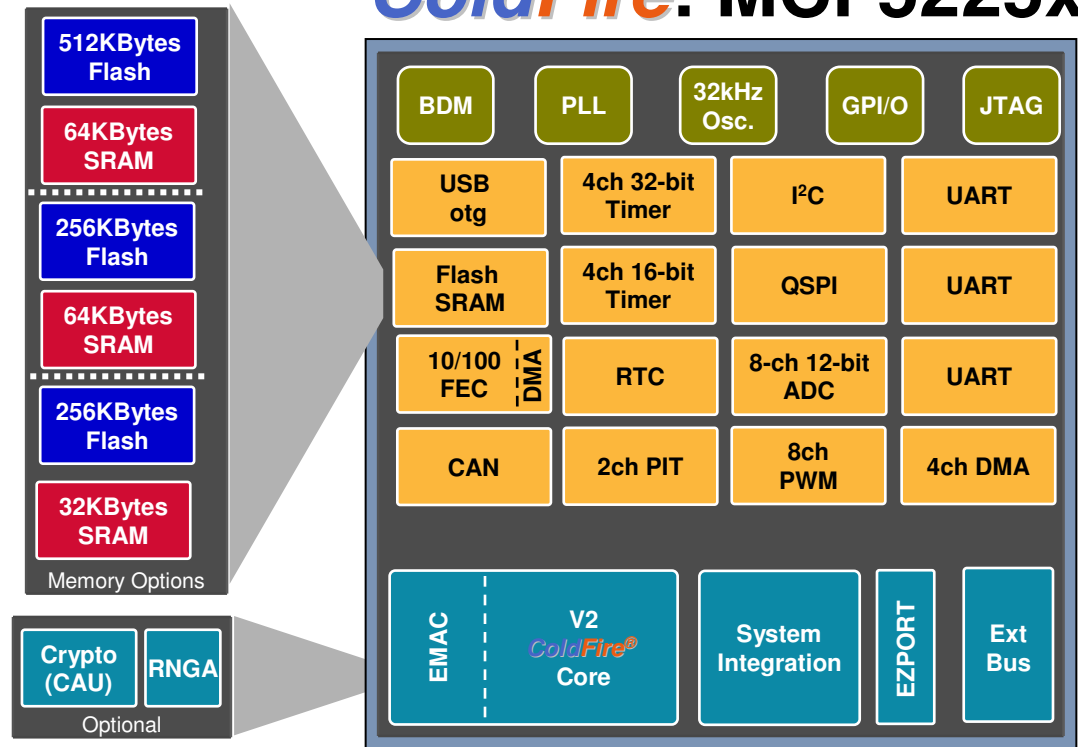 ColdFire®: MCF5225x
512KBytes
Flash
64KBytes
SRAM
256KBytes
Flash
64KBytes
SRAM
256KBytes
Flash
32KBytes
SRAM
Memory Options
Crypto
(CAU)
RNGA
Optional
BDM
PLL
32kHz
Osc.
GPI/O
JTAG
USB
otg
4ch 32-bit
Timer
I²C
UART
Flash
SRAM
4ch 16-bit
Timer
QSPI
UART
10/100
FEC
DMA
RTC
8-ch 12-bit
ADC
UART
CAN
2ch PIT
8ch
PWM
4ch DMA
EMAC
V2
ColdFire®
Core
System
Integration
EZPORT
Ext
Bus